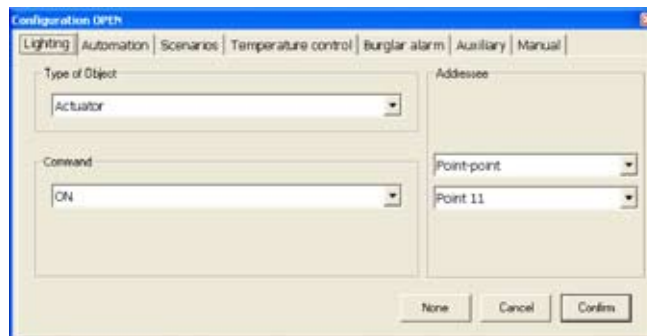 Configuration OPEN
Lighting Automation Scenarios Temperature control Burglar alarm Auxiliary Manual
Type of Object
Addressee
Actuator
Command
Point-point
ON
Point 11
None Cancel Confirm